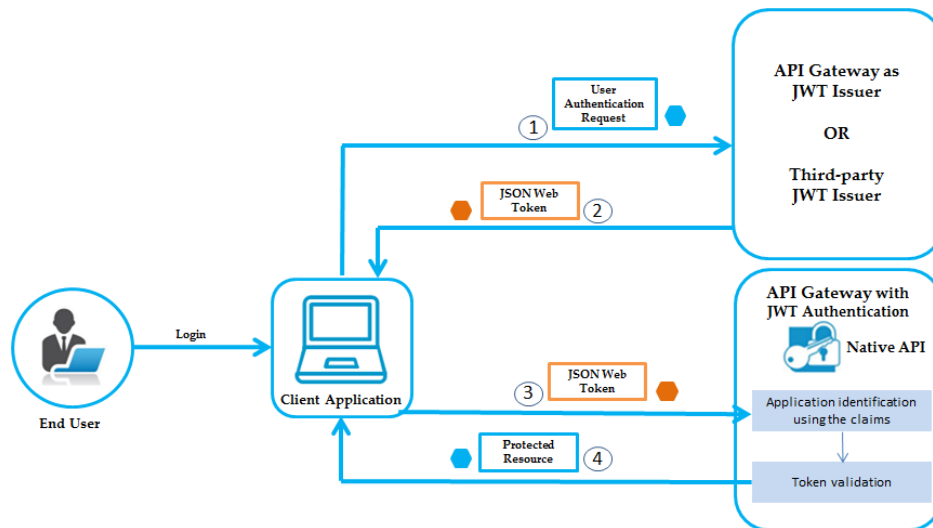 User
Authentication
Request
1
API Gateway as
JWT Issuer
OR
Third-party
JWT Issuer
JSON Web
Token
2
Login
End User
Client Application
API Gateway with
JWT Authentication
Native API
3
JSON Web
Token
Application identification
using the claims
Protected
Resource
4
Token validation